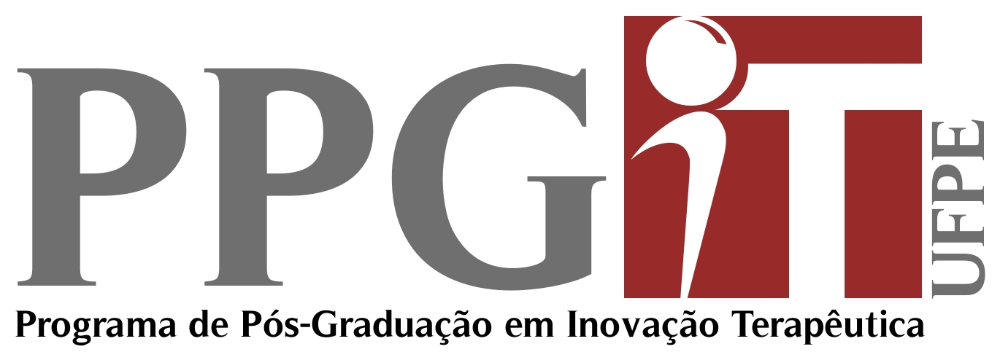 PPGiT
UFPE
Programa de Pós-Graduação em Inovação Terapêutica